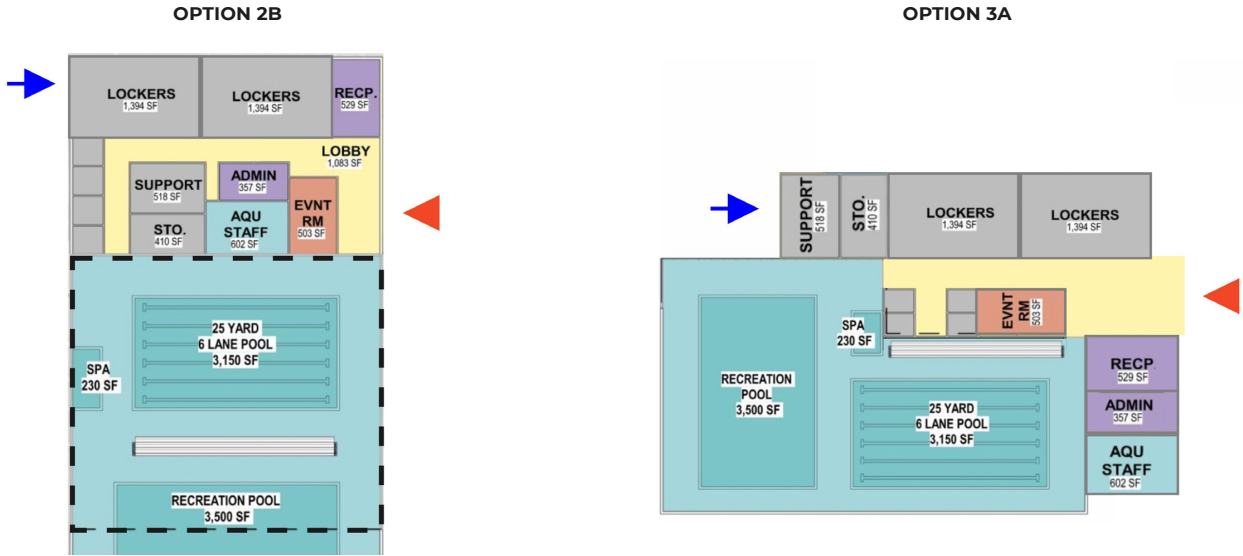 OPTION 2B
LOCKERS
1,394 SF
LOCKERS
1,394 SF
RECP.
529 SF
LOBBY
1,083 SF
SUPPORT
518 SF
ADMIN
357 SF
STO.
410 SF
AQU
STAFF
602 SF
EVNT
RM
503 SF
25 YARD
6 LANE POOL
3,150 SF
SPA
230 SF
RECREATION POOL
3,500 SF
OPTION 3A
SUPPORT
518 SF
STO.
410 SF
LOCKERS
1,394 SF
LOCKERS
1,394 SF
EVNT
RM
503 SF
SPA
230 SF
RECREATION
POOL
3,500 SF
25 YARD
6 LANE POOL
3,150 SF
RECP.
529 SF
ADMIN
357 SF
AQU
STAFF
602 SF